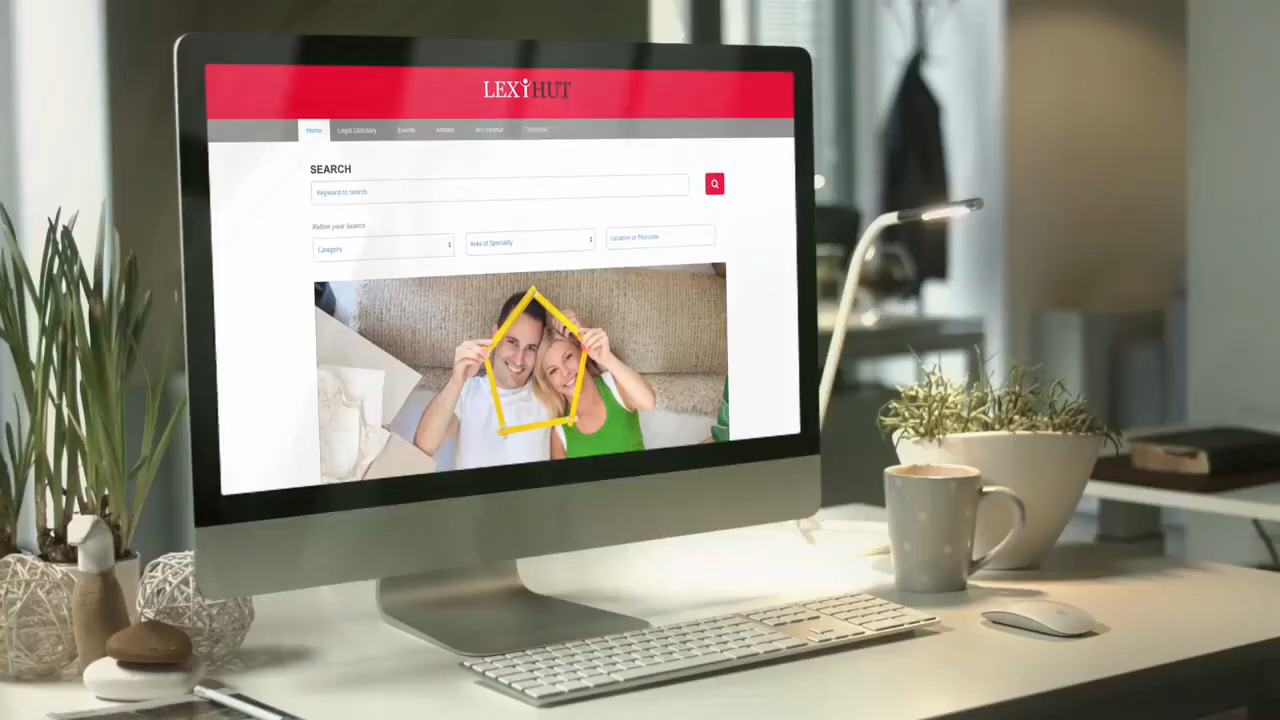 LEXiHUT
Home Legal Directory Events Articles
SEARCH
Keyword to Search
Refine your Search
Category Area of Speciality Location or Postcode